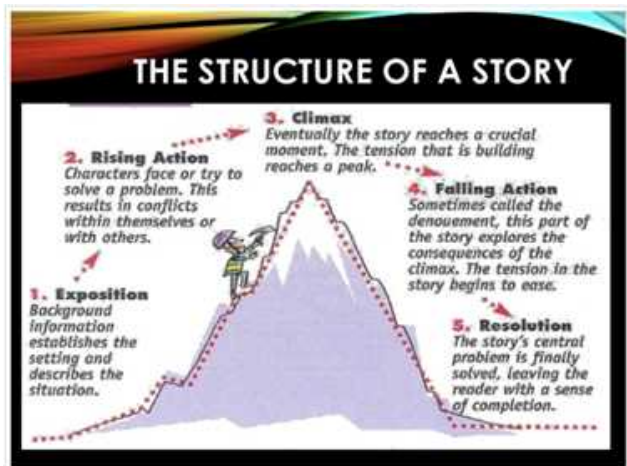 THE STRUCTURE OF A STORY
1. Exposition
Background
information
establishes the
setting and
describes the
situation.
2. Rising Action
Characters face or try to
solve a problem. This
results in conflicts
within themselves or
with others.
3. Climax
Eventually the story reaches a crucial
moment. The tension that is building
reaches a peak.
4. Falling Action
Sometimes called the
denouement, this part of
the story explores the
consequences of the
climax. The tension in the
story begins to ease.
5. Resolution
The story's central
problem is finally
solved, leaving the
reader with a sense
of completion.